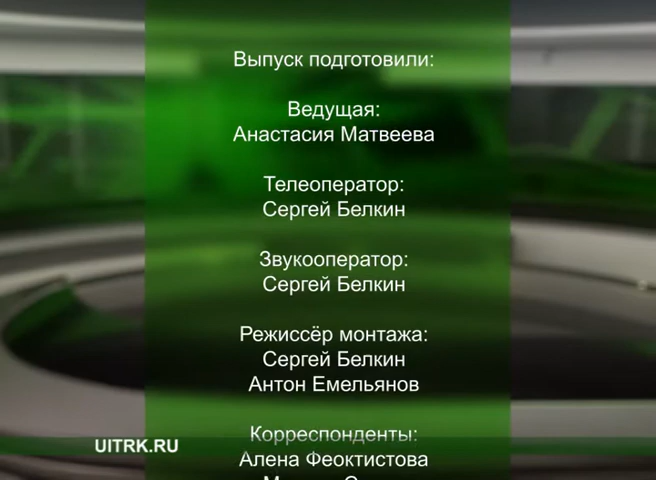 Выпуск подготовили:
Ведущая:
Анастасия Матвеева
Телеоператор:
Сергей Белкин
Звукооператор:
Сергей Белкин
Режиссёр монтажа:
Сергей Белкин
Антон Емельянов
Корреспонденты:
UITRK.RU
Алена Феоктистова